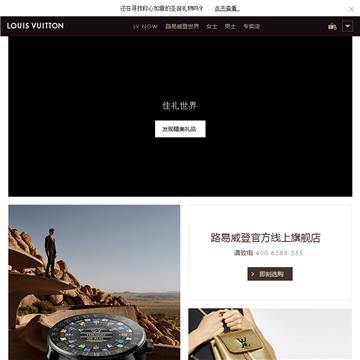 还在寻找称心如意的圣诞礼物吗? 点击查看
LOUIS VUITTON LV NOW 路易威登世界 女士 男士 专卖店
佳礼世界
发现精美礼品
路易威登官方线上旗舰店
请致电 400 6588 555
即刻选购